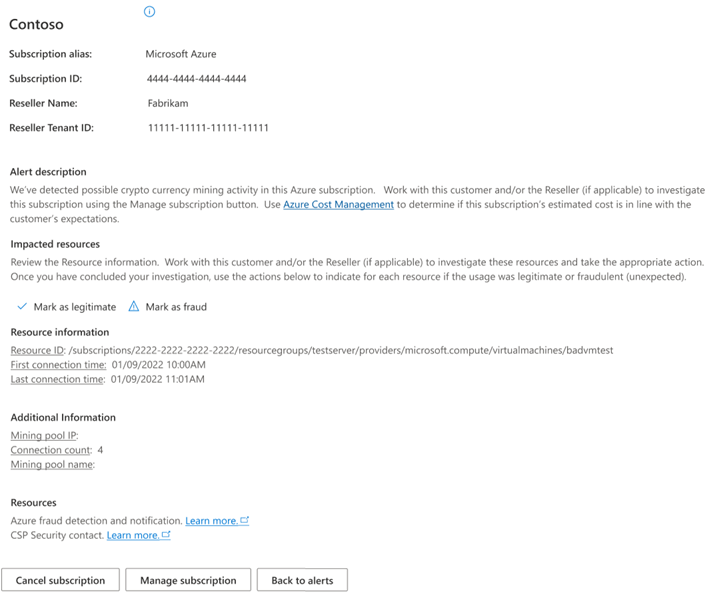 Contoso
Subscription alias: Microsoft Azure
Subscription ID: 4444-4444-4444-4444
Reseller Name: Fabrikam
Reseller Tenant ID: 11111-11111-11111-11111
Alert description
We've detected possible crypto currency mining activity in this Azure subscription. Work with this customer and/or the Reseller (if applicable) to investigate
this subscription using the Manage subscription button. Use Azure Cost Management to determine if this subscription's estimated cost is in line with the
customer's expectations.
Impacted resources
Review the Resource information. Work with this customer and/or the Reseller (if applicable) to investigate these resources and take the appropriate action.
Once you have concluded your investigation, use the actions below to indicate for each resource if the usage was legitimate or fraudulent (unexpected).
Mark as legitimate Mark as fraud
Resource information
Resource ID: /subscriptions/2222-2222-2222-2222/resourcegroups/testserver/providers/microsoft.compute/virtualmachines/badvmtest
First connection time: 01/09/2022 10:00AM
Last connection time: 01/09/2022 11:01AM
Additional Information
Mining pool IP:
Connection count: 4
Mining pool name:
Resources
Azure fraud detection and notification. Learn more.
CSP Security contact. Learn more.
Cancel subscription Manage subscription Back to alerts